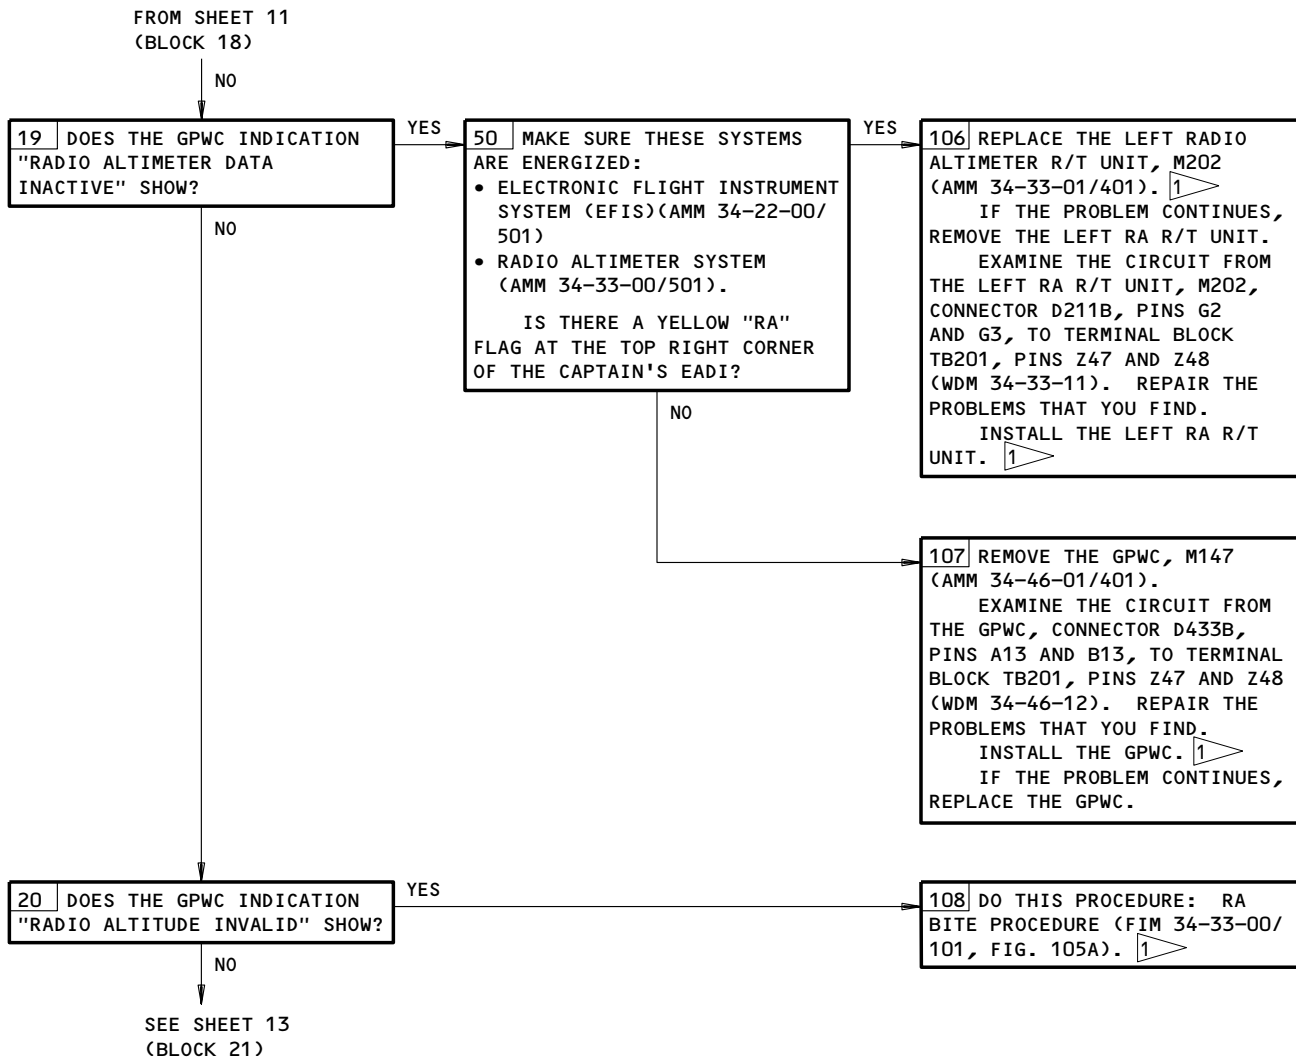 FROM SHEET 11
(BLOCK 18)
NO
19 DOES THE GPWC INDICATION
"RADIO ALTIMETER DATA
INACTIVE" SHOW?
YES
NO
50 MAKE SURE THESE SYSTEMS
ARE ENERGIZED:
• ELECTRONIC FLIGHT INSTRUMENT
SYSTEM (EFIS)(AMM 34-22-00/
501)
• RADIO ALTIMETER SYSTEM
(AMM 34-33-00/501).
IS THERE A YELLOW "RA"
FLAG AT THE TOP RIGHT CORNER
OF THE CAPTAIN'S EADI?
YES
NO
106 REPLACE THE LEFT RADIO
ALTIMETER R/T UNIT, M202
(AMM 34-33-01/401). 1
IF THE PROBLEM CONTINUES,
REMOVE THE LEFT RA R/T UNIT.
EXAMINE THE CIRCUIT FROM
THE LEFT RA R/T UNIT, M202,
CONNECTOR D211B, PINS G2
AND G3, TO TERMINAL BLOCK
TB201, PINS Z47 AND Z48
(WDM 34-33-11). REPAIR THE
PROBLEMS THAT YOU FIND.
INSTALL THE LEFT RA R/T
UNIT. 1
107 REMOVE THE GPWC, M147
(AMM 34-46-01/401).
EXAMINE THE CIRCUIT FROM
THE GPWC, CONNECTOR D433B,
PINS A13 AND B13, TO TERMINAL
BLOCK TB201, PINS Z47 AND Z48
(WDM 34-46-12). REPAIR THE
PROBLEMS THAT YOU FIND.
INSTALL THE GPWC. 1
IF THE PROBLEM CONTINUES,
REPLACE THE GPWC.
20 DOES THE GPWC INDICATION
"RADIO ALTITUDE INVALID" SHOW?
YES
NO
108 DO THIS PROCEDURE: RA
BITE PROCEDURE (FIM 34-33-00/
101, FIG. 105A). 1
SEE SHEET 13
(BLOCK 21)